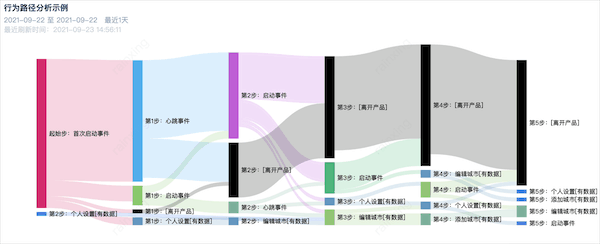 行为路径分析示例
2021-09-22 至 2021-09-22 最近1天
最近刷新时间：2021-09-23 14:56:11
起始步：首次启动事件
第2步：个人设置[有数据]
第1步：心跳事件
第1步：启动事件
第1步：[离开产品]
第1步：个人设置[有数据]
第2步：启动事件
第2步：[离开产品]
第2步：心跳事件
第2步：编辑城市[有数据]
第3步：[离开产品]
第3步：启动事件
第3步：个人设置[有数据]
第3步：编辑城市[有数据]
第4步：[离开产品]
第4步：编辑城市[有数据]
第4步：启动事件
第4步：个人设置[有数据]
第4步：添加城市[有数据]
第5步：[离开产品]
第5步：个人设置[有数据]
第5步：添加城市[有数据]
第5步：编辑城市[有数据]
第5步：启动事件